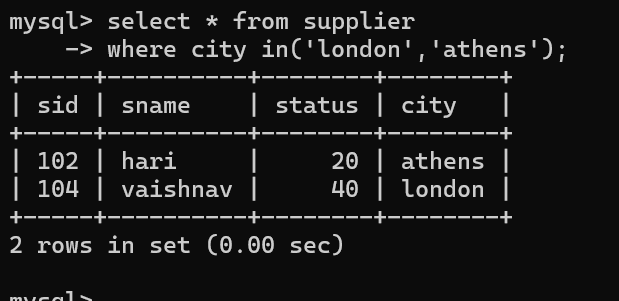 mysql> select * from supplier
    -> where city in('london','athens');
+-----+----------+--------+--------+
| sid | sname    | status | city   |
+-----+----------+--------+--------+
| 102 | hari     |     20 | athens |
| 104 | vaishnav |     40 | london |
+-----+----------+--------+--------+
2 rows in set (0.00 sec)

mysql>